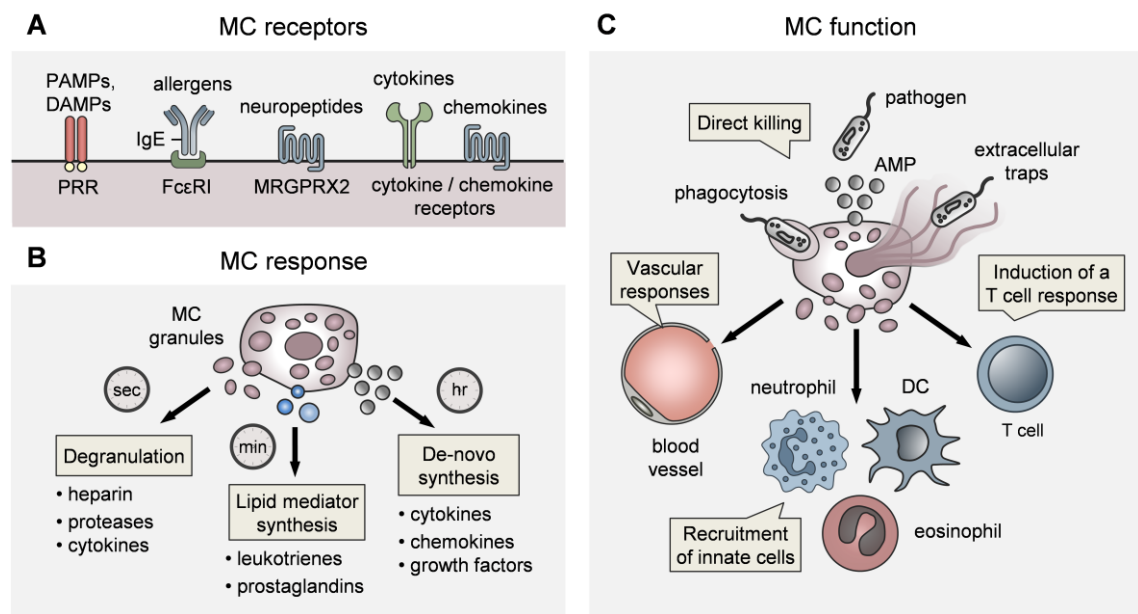 A
MC receptors
PAMPs,
DAMPs
allergens
IgE
neuropeptides
cytokines
chemokines
PRR
FcεRI
MRGPRX2
cytokine / chemokine
receptors
B
MC response
MC
granules
sec
min
hr
Degranulation
• heparin
• proteases
• cytokines
Lipid mediator
synthesis
• leukotrienes
• prostaglandins
De-novo
synthesis
• cytokines
• chemokines
• growth factors
C
MC function
Direct killing
pathogen
AMP
extracellular
traps
phagocytosis
Vascular
responses
Induction of a
T cell response
blood
vessel
neutrophil
DC
T cell
Recruitment
of innate cells
eosinophil